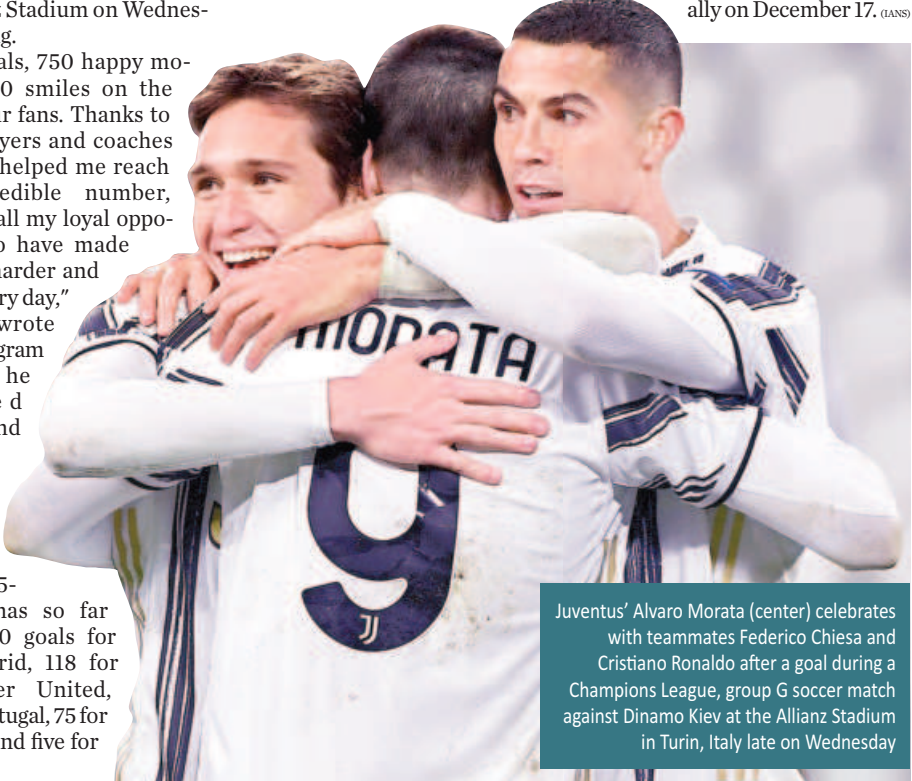 Stadium on Wednes-
g.
als, 750 happy mo-
0 smiles on the
r fans. Thanks to
yers and coaches
helped me reach
edible number,
all my loyal oppo-
o have made
harder and
ry day,"
wrote
gram
he
e d
nd
5-
has so far
0 goals for
rid, 118 for
er United,
tugal, 75 for
nd five for
ally on December 17. (IANS)
MORATA
9
Juventus’ Alvaro Morata (center) celebrates
with teammates Federico Chiesa and
Cristiano Ronaldo after a goal during a
Champions League, group G soccer match
against Dinamo Kiev at the Allianz Stadium
in Turin, Italy late on Wednesday